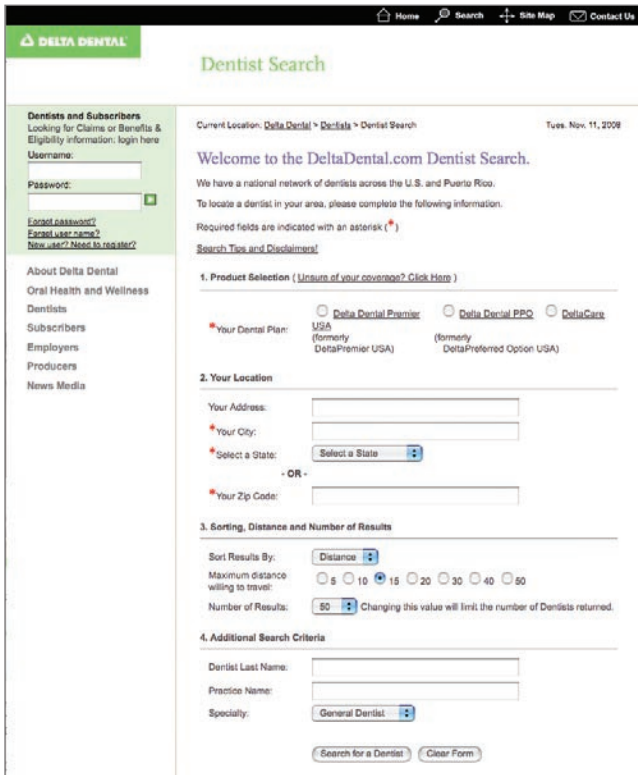 Home Search Site Map Contact Us
DELTA DENTAL
Dentist Search
Dentists and Subscribers
Looking for Claims or Benefits &
Eligibility information: login here
Username:
Password:
Forgot password?
Forgot user name?
New user? Need to register?
About Delta Dental
Oral Health and Wellness
Dentists
Subscribers
Employers
Producers
News Media
Current Location: Delta Dental > Dentists > Dentist Search Tues. Nov. 11, 2008
Welcome to the DeltaDental.com Dentist Search.
We have a national network of dentists across the U.S. and Puerto Rico.
To locate a dentist in your area, please complete the following information.
Required fields are indicated with an asterisk (*)
Search Tips and Disclaimers!
1. Product Selection ( Unsure of your coverage? Click Here )
*Your Dental Plan:
Delta Dental Premier
USA
(formerly
DeltaPremier USA)
Delta Dental PPO
(formerly
DeltaPreferred Option USA)
DeltaCare
2. Your Location
Your Address:
*Your City:
*Select a State: Select a State
- OR -
*Your Zip Code:
3. Sorting, Distance and Number of Results
Sort Results By: Distance
Maximum distance
willing to travel: 5 10 15 20 30 40 50
Number of Results: 50 Changing this value will limit the number of Dentists returned.
4. Additional Search Criteria
Dentist Last Name:
Practice Name:
Specialty: General Dentist
Search for a Dentist Clear Form